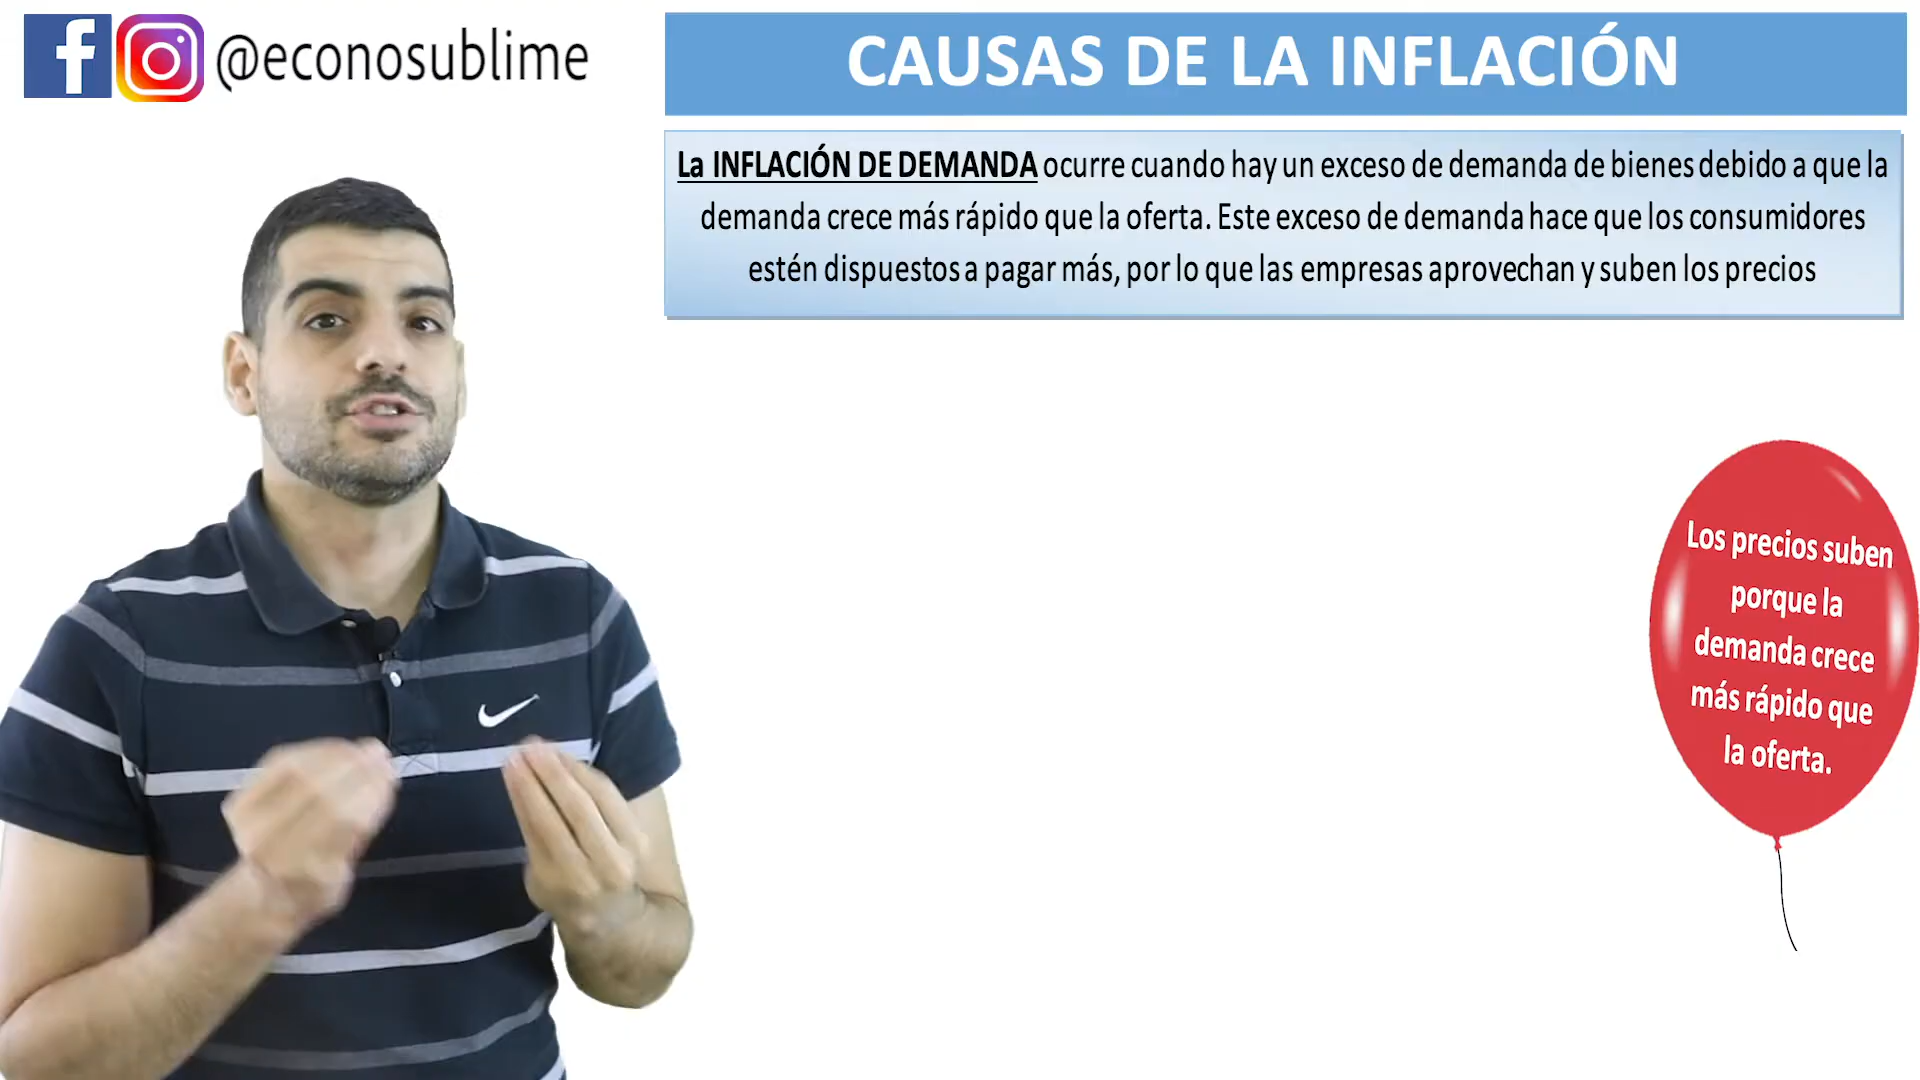 @econosublime
CAUSAS DE LA INFLACIÓN
La INFLACIÓN DE DEMANDA ocurre cuando hay un exceso de demanda de bienes debido a que la
demanda crece más rápido que la oferta. Este exceso de demanda hace que los consumidores
estén dispuestos a pagar más, por lo que las empresas aprovechan y suben los precios
Los precios suben
porque la
demanda crece
más rápido que
la oferta.